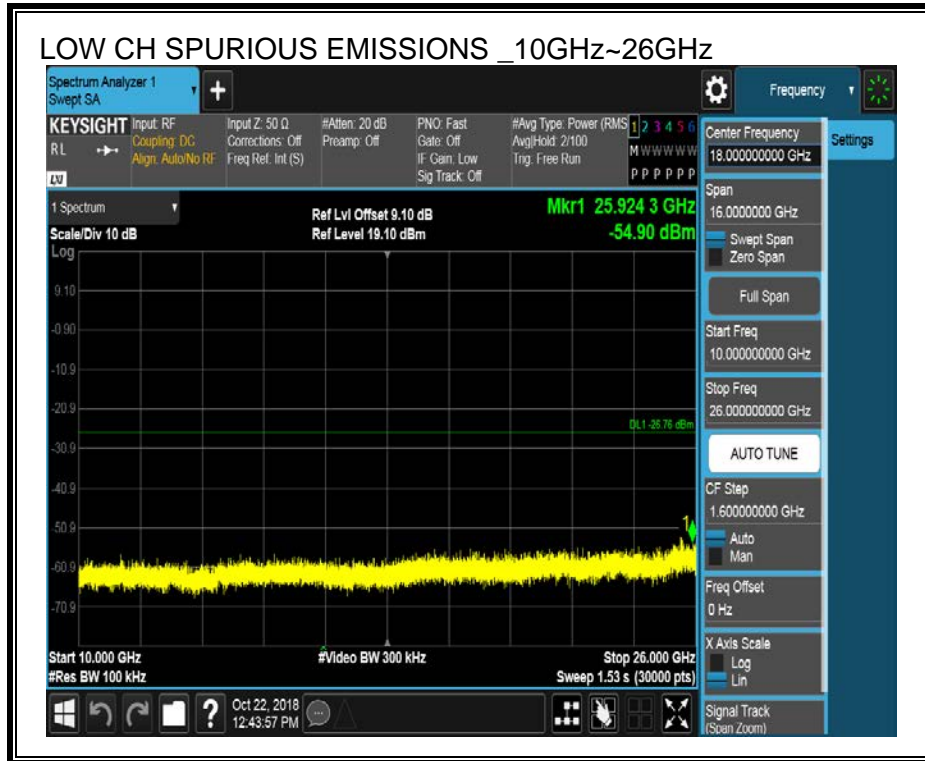 LOW CH SPURIOUS EMISSIONS _10GHz~26GHz
Spectrum Analyzer 1
Swept SA
+
Frequency
KEYSIGHT
RL
LXI
Input: RF
Coupling: DC
Align: Auto/No RF
Input Z: 50 Ω
Corrections: Off
Freq Ref: Int (S)
#Atten: 20 dB
Preamp: Off
PNO: Fast
Gate: Off
IF Gain: Low
Sig Track: Off
#Avg Type: Power (RMS
Avg|Hold: 2/100
Trig: Free Run
1 2 3 4 5 6
M W W W W W
P P P P P P
1 Spectrum
Scale/Div 10 dB
Log
Ref Lvl Offset 9.10 dB
Ref Level 19.10 dBm
Mkr1 25.924 3 GHz
-54.90 dBm
9.10
-0.90
-10.9
-20.9
-30.9
-40.9
-50.9
-60.9
-70.9
DL1 -26.76 dBm
1
Start 10.000 GHz
#Res BW 100 kHz
#Video BW 300 kHz
Stop 26.000 GHz
Sweep 1.53 s (30000 pts)
?
Oct 22, 2018
12:43:57 PM
Center Frequency
18.00000000 GHz
Settings
Span
16.0000000 GHz
Swept Span
Zero Span
Full Span
Start Freq
10.000000000 GHz
Stop Freq
26.000000000 GHz
AUTO TUNE
CF Step
1.600000000 GHz
Auto
Man
Freq Offset
0 Hz
X Axis Scale
Log
Lin
Signal Track
(Span Zoom)